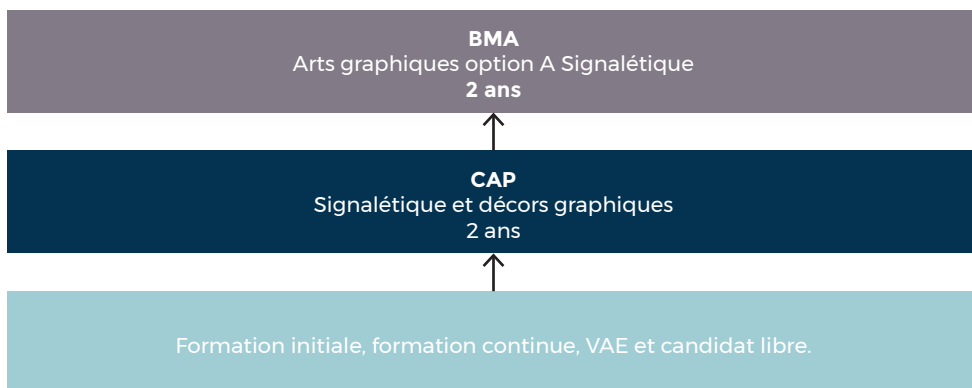 BMA
Arts graphiques option A Signalétique
2 ans
CAP
Signalétique et décors graphiques
2 ans
Formation initiale, formation continue, VAE et candidat libre.